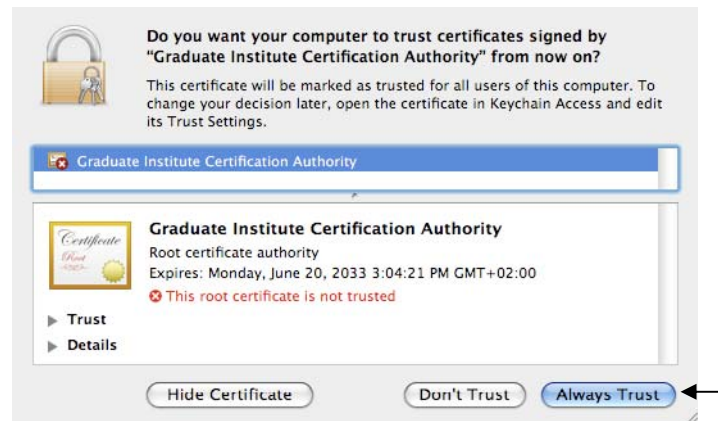 Do you want your computer to trust certificates signed by
“Graduate Institute Certification Authority” from now on?
This certificate will be marked as trusted for all users of this computer. To
change your decision later, open the certificate in Keychain Access and edit
its Trust Settings.
Graduate Institute Certification Authority
Certificate
Root
Graduate Institute Certification Authority
Root certificate authority
Expires: Monday, June 20, 2033 3:04:21 PM GMT+02:00
This root certificate is not trusted
Trust
Details
Hide Certificate
Don't Trust
Always Trust